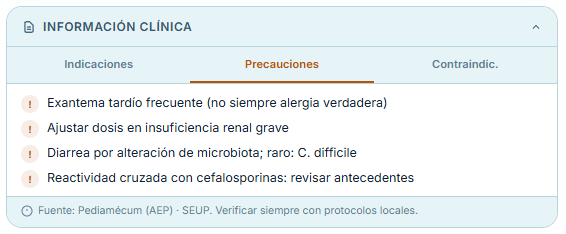 INFORMACIÓN CLÍNICA
Indicaciones
Precauciones
Contraindic.
! Exantema tardío frecuente (no siempre alergia verdadera)
! Ajustar dosis en insuficiencia renal grave
! Diarrea por alteración de microbiota; raro: C. difficile
! Reactividad cruzada con cefalosporinas: revisar antecedentes
Fuente: Pediamécum (AEP) · SEUP. Verificar siempre con protocolos locales.